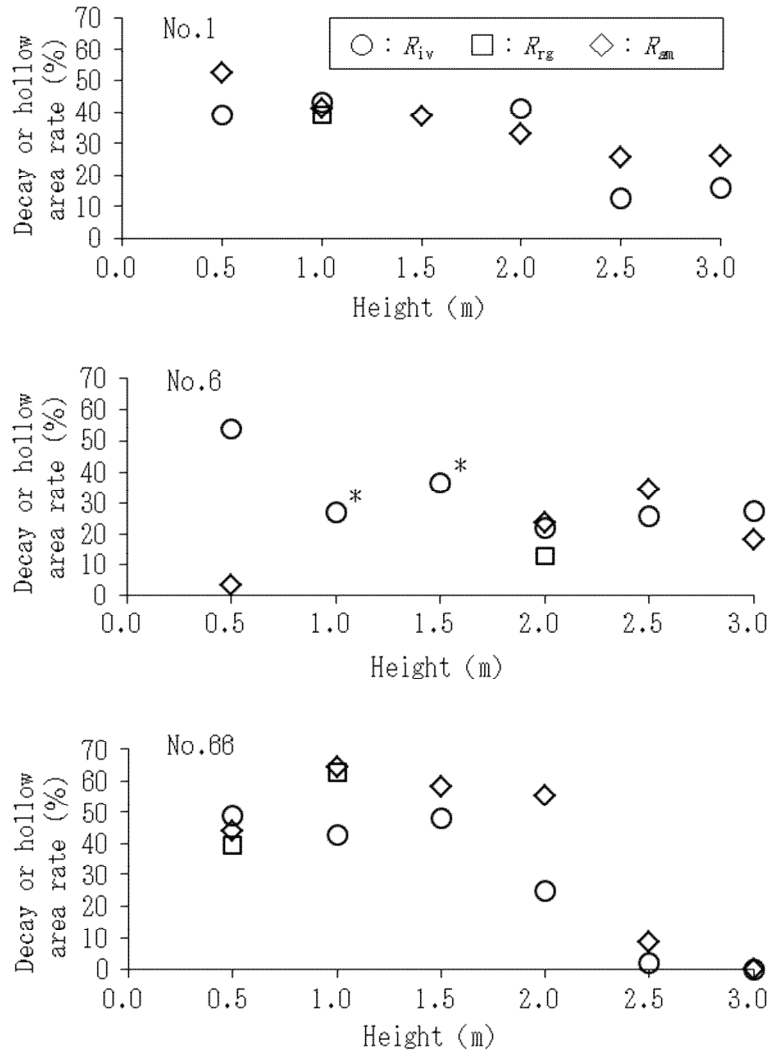 No.1
○ : Riv □ : Rrg ◇ : Ram
Decay or hollow
area rate (%)
70
60
50
40
30
20
10
0
0.0 0.5 1.0 1.5 2.0 2.5 3.0
Height (m)
No.6
Decay or hollow
area rate (%)
70
60
50
40
30
20
10
0
*
*
0.0 0.5 1.0 1.5 2.0 2.5 3.0
Height (m)
No.66
Decay or hollow
area rate (%)
70
60
50
40
30
20
10
0
0.0 0.5 1.0 1.5 2.0 2.5 3.0
Height (m)